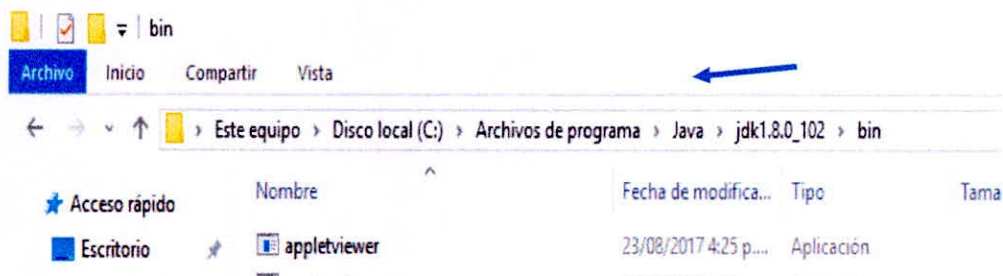 bin
Archivo Inicio Compartir Vista
Este equipo > Disco local (C:) > Archivos de programa > Java > jdk1.8.0_102 > bin
Nombre Fecha de modifica... Tipo Tama
Acceso rápido
Escritorio appletviewer 23/08/2017 4:25 p.... Aplicación